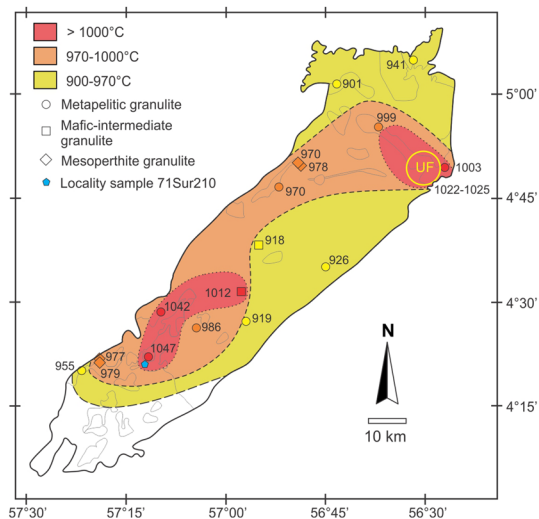 > 1000°C
970-1000°C
900-970°C
Metapelitic granulite
Mafic-intermediate
granulite
Mesoperthite granulite
Locality sample 71Sur210
941
901
999
970
978
970
UF
1003
1022-1025
918
926
1012
1042
986
919
1047
977
979
955
5°00'
4°45'
4°30'
4°15'
N
10 km
57°30'
57°15'
57°00'
56°45'
56°30'